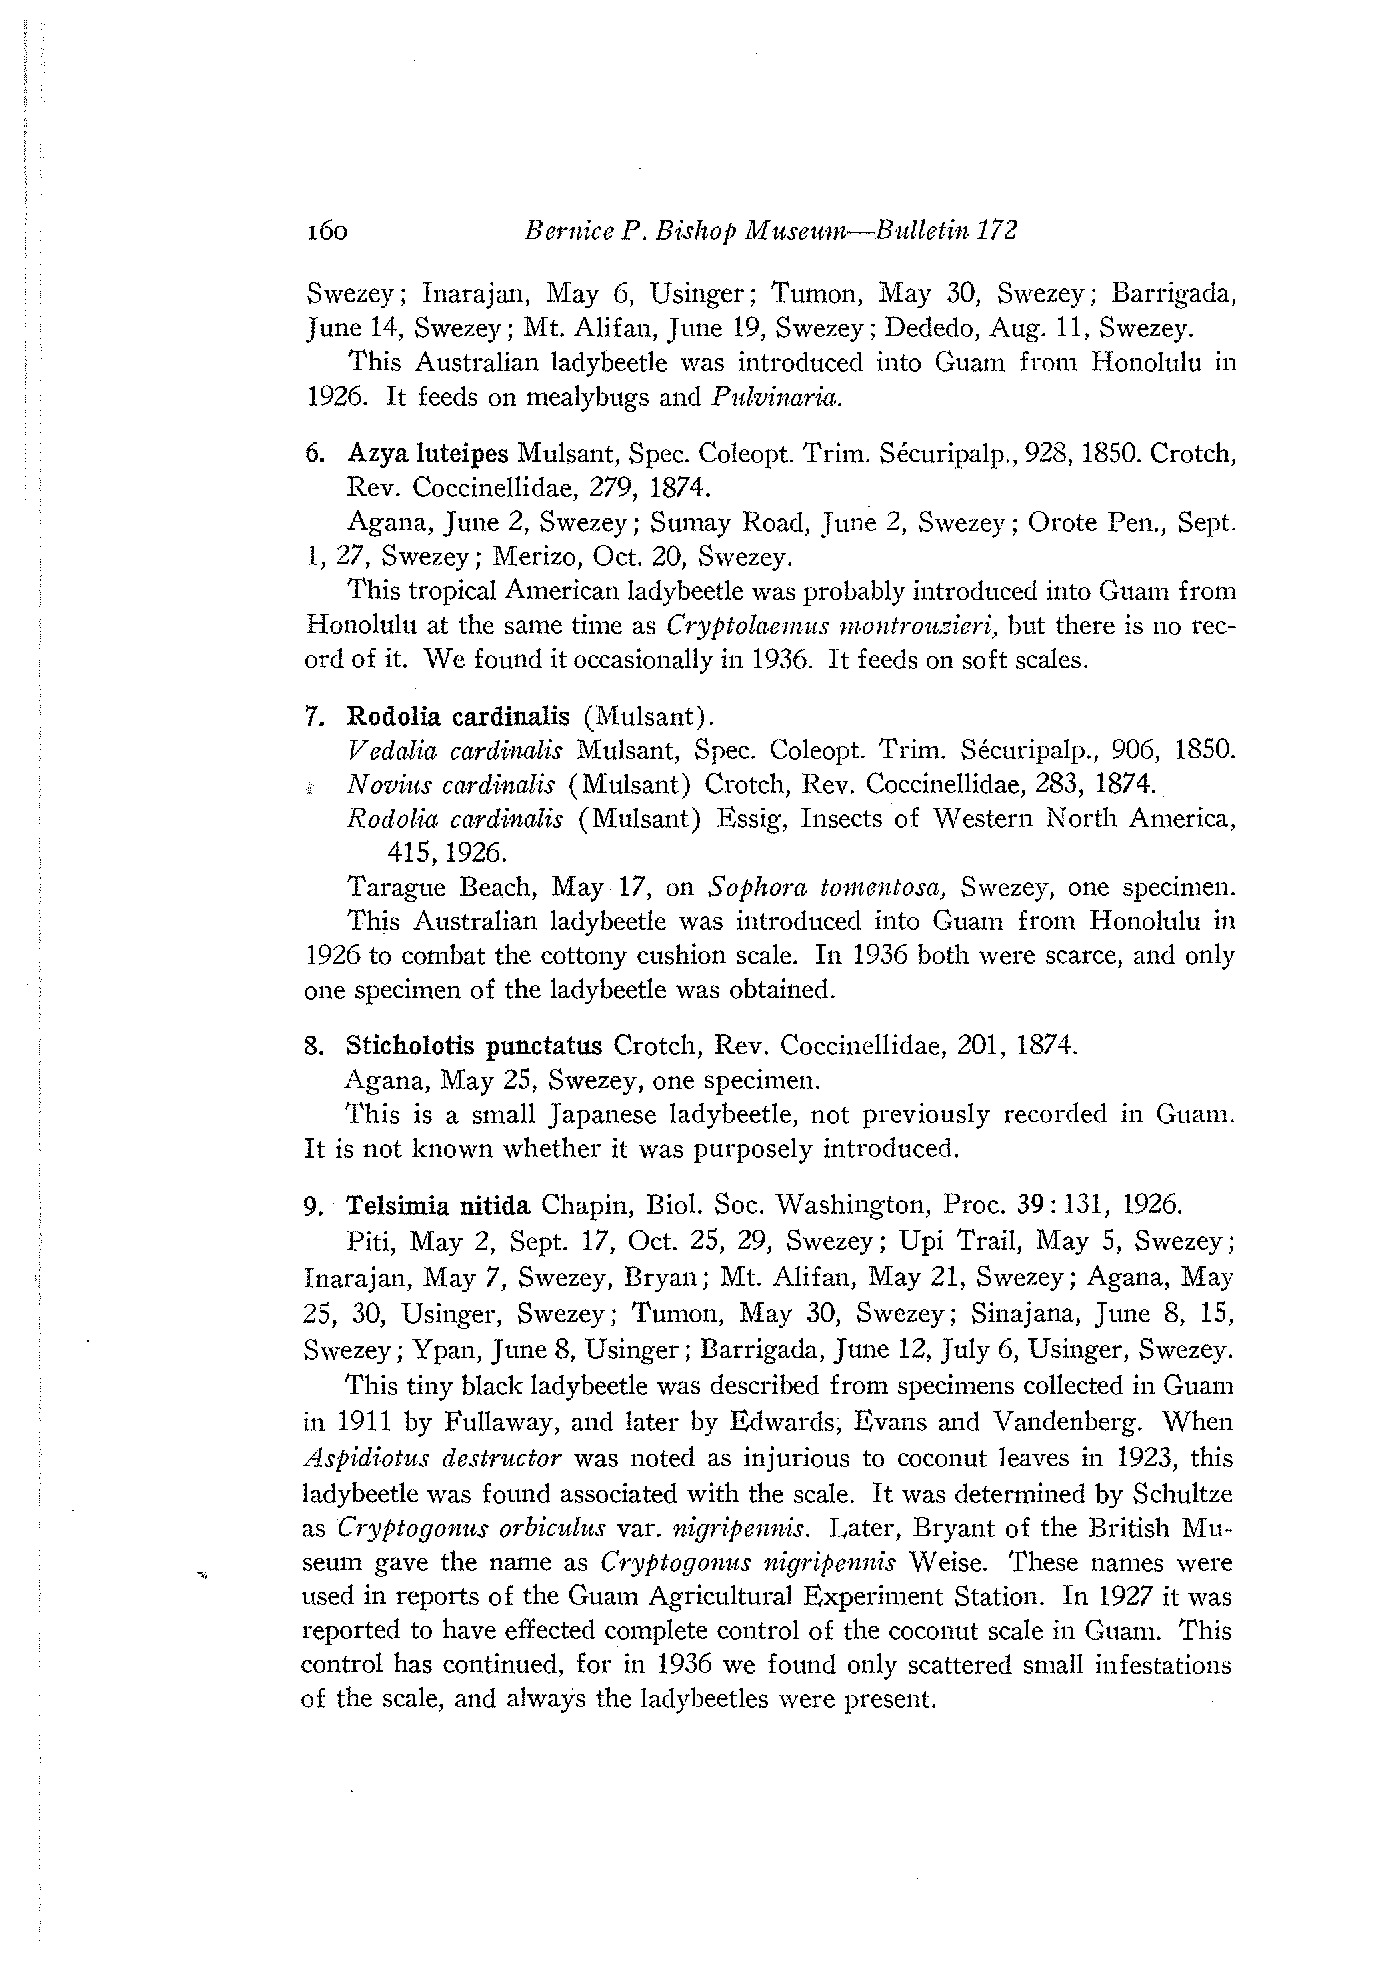 160 Bernice P. Bishop Museum—Bulletin 172
Swezey; Inarajan, May 6, Usinger; Tumon, May 30, Swezey; Barrigada,
June 14, Swezey; Mt. Alifan, June 19, Swezey; Dededo, Aug. 11, Swezey.
This Australian ladybeetle was introduced into Guam from Honolulu in
1926. It feeds on mealybugs and Pulvinaria.
6. Azya luteipes Mulsant, Spec. Coleopt. Trim. Sécuripalp., 928, 1850. Crotch,
Rev. Coccinellidae, 279, 1874.
Agana, June 2, Swezey; Sumay Road, June 2, Swezey; Orote Pen., Sept.
1, 27, Swezey; Merizo, Oct. 20, Swezey.
This tropical American ladybeetle was probably introduced into Guam from
Honolulu at the same time as Cryptolaemus montrouzieri, but there is no rec-
ord of it. We found it occasionally in 1936. It feeds on soft scales.
7. Rodolia cardinalis (Mulsant).
Vedalia cardinalis Mulsant, Spec. Coleopt. Trim. Sécuripalp., 906, 1850.
Novius cardinalis (Mulsant) Crotch, Rev. Coccinellidae, 283, 1874.
Rodolia cardinalis (Mulsant) Essig, Insects of Western North America,
415, 1926.
Tarague Beach, May 17, on Sophora tomentosa, Swezey, one specimen.
This Australian ladybeetle was introduced into Guam from Honolulu in
1926 to combat the cottony cushion scale. In 1936 both were scarce, and only
one specimen of the ladybeetle was obtained.
8. Sticholotis punctatus Crotch, Rev. Coccinellidae, 201, 1874.
Agana, May 25, Swezey, one specimen.
This is a small Japanese ladybeetle, not previously recorded in Guam.
It is not known whether it was purposely introduced.
9. Telsimia nitida Chapin, Biol. Soc. Washington, Proc. 39: 131, 1926.
Piti, May 2, Sept. 17, Oct. 25, 29, Swezey; Upi Trail, May 5, Swezey;
Inarajan, May 7, Swezey, Bryan; Mt. Alifan, May 21, Swezey; Agana, May
25, 30, Usinger, Swezey; Tumon, May 30, Swezey; Sinajana, June 8, 15,
Swezey; Ypan, June 8, Usinger; Barrigada, June 12, July 6, Usinger, Swezey.
This tiny black ladybeetle was described from specimens collected in Guam
in 1911 by Fullaway, and later by Edwards, Evans and Vandenberg. When
Aspidiotus destructor was noted as injurious to coconut leaves in 1923, this
ladybeetle was found associated with the scale. It was determined by Schultze
as Cryptogonus orbiculus var. nigripennis. Later, Bryant of the British Mu-
seum gave the name as Cryptogonus nigripennis Weise. These names were
used in reports of the Guam Agricultural Experiment Station. In 1927 it was
reported to have effected complete control of the coconut scale in Guam. This
control has continued, for in 1936 we found only scattered small infestations
of the scale, and always the ladybeetles were present.